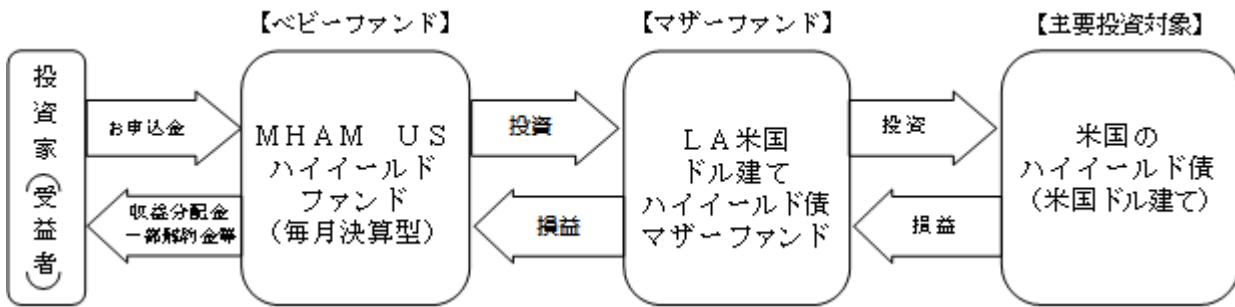 【ベビーファンド】
【マザーファンド】
【主要投資対象】
投資家(受益者)
お申込金
収益分配金
一部解約金等
ＭＨＡＭ　ＵＳ
ハイイールド
ファンド
（毎月決算型）
投資
損益
ＬＡ米国
ドル建て
ハイイールド債
マザーファンド
投資
損益
米国の
ハイイールド債
（米国ドル建て）